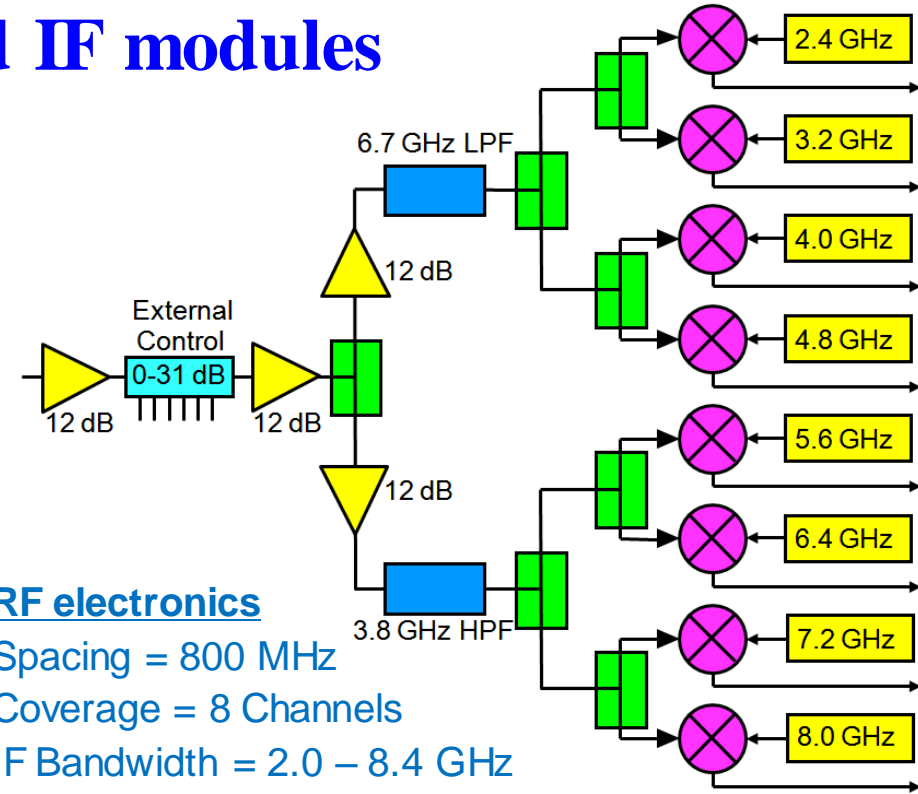 IF modules
2.4 GHz
3.2 GHz
6.7 GHz LPF
4.0 GHz
12 dB
External
Control
4.8 GHz
0-31 dB
12 dB
12 dB
5.6 GHz
12 dB
6.4 GHz
RF electronics
3.8 GHz HPF
7.2 GHz
Spacing = 800 MHz
Coverage = 8 Channels
8.0 GHz
F Bandwidth = 2.0 – 8.4 GHz